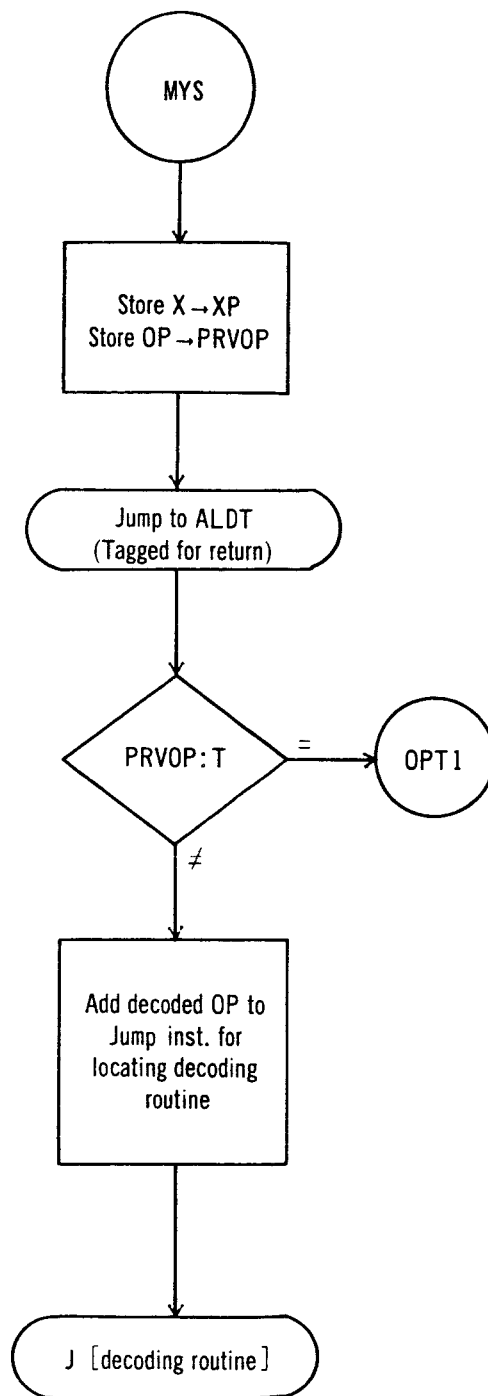 MYS
Store X→XP
Store OP→PRVOP
Jump to ALDT
(Tagged for return)
PRVOP:T
=
OPT1
≠
Add decoded OP to
Jump inst. for
locating decoding
routine
J [decoding routine]